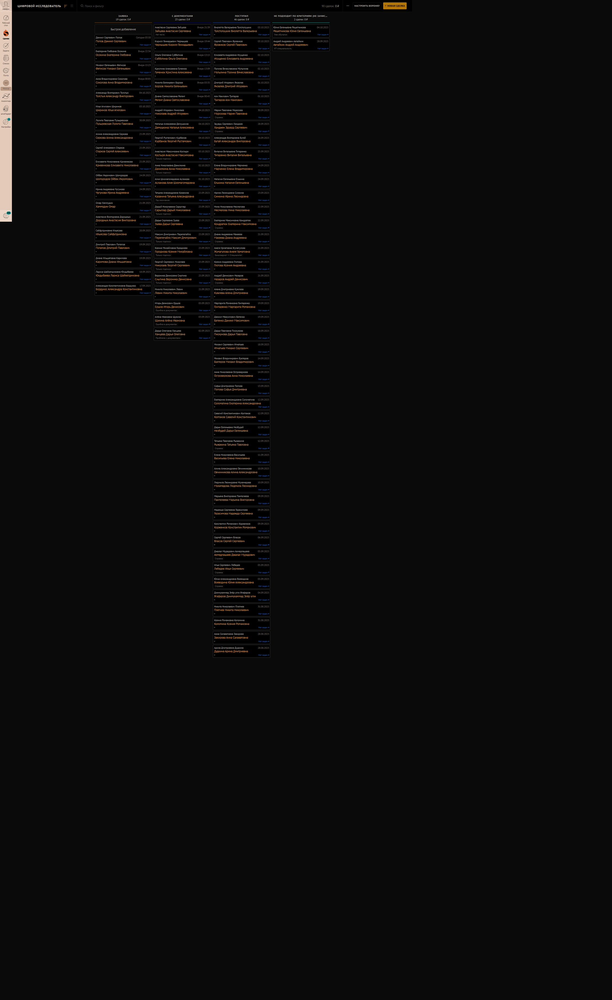 Аккаунт
Рабочий
стол
Сделки
Задачи
Списки
Почта
Аналитика
amoМаркет
Настройки
ЦИФРОВОЙ ИССЛЕДОВАТЕЛЬ
Поиск и фильтр
90 сделок: 0 ₽
НАСТРОИТЬ ВОРОНКУ
+ НОВАЯ СДЕЛКА
ЗАЯВКА
19 сделок: 0 ₽
Быстрое добавление
Даниил Сергеевич Попов Сегодня 03:50
Попов Даниил Сергеевич
Нет задач
Екатерина Глебовна Осокина Вчера 22:34
Осокина Екатерина Глебовна
Нет задач
Михаил Евгеньевич Фетисов Вчера 13:23
Фетисов Михаил Евгеньевич
Нет задач
Анна Владимировна Соколова Вчера 00:05
Соколова Анна Владимировна
Нет задач
Александр Викторович Толстых 04.10.2025
Толстых Александр Викторович
Нет задач
Илья Агилович Ширинов 03.10.2025
Ширинов Илья Агилович
Нет задач
Лолита Павловна Пузыревская 30.09.2025
Пузыревская Лолита Павловна
Нет задач
Алина Александровна Серкова 25.09.2025
Серкова Алина Александровна
Нет задач
Сергей Алексеевич Старков 25.09.2025
Старков Сергей Алексеевич
Нет задач
Елизавета Николаевна Кривенкова 25.09.2025
Кривенкова Елизавета Николаевна
Нет задач
Ойбек Икромович Шомуродов 24.09.2025
Шомуродов Ойбек Икромович
Нет задач
Ирина Андреевна Чугунова 24.09.2025
Чугунова Ирина Андреевна
Нет задач
Омар Хаммудин 21.09.2025
Хаммудин Омар
Нет задач
Анастасия Викторовна Дородных 21.09.2025
Дородных Анастасия Викторовна
Нет задач
Сайфутдиновна Ильясова 20.09.2025
Ильясова Сайфутдиновна
Нет задач
Дмитрий Павлович Потапов 19.09.2025
Потапов Дмитрий Павлович
Нет задач
Диана Ильшатовна Каримова 19.09.2025
Каримова Диана Ильшатовна
Нет задач
Лариса Шайхетдиновна Юлдыбаева 18.09.2025
Юлдыбаева Лариса Шайхетдиновна
Нет задач
Александра Константиновна Бордунос 17.09.2025
Бордунос Александра Константиновна
Нет задач
С ДОКУМЕНТАМИ
23 сделки: 0 ₽
Анастасия Сергеевна Зайцева Вчера 21:39
Зайцева Анастасия Сергеевна
Нет теста Нет задач
Кирилл Геннадьевич Чернышев Вчера 19:44
Чернышев Кирилл Геннадьевич
Нет задач
Ольга Олеговна Субботина Вчера 13:13
Субботина Ольга Олеговна
Нет задач
Кристина Алексеевна Гуменюк Вчера 13:09
Гуменюк Кристина Алексеевна
Нет задач
Никита Евгеньевич Борзов Вчера 03:35
Борзов Никита Евгеньевич
Нет задач
Диана Святославовна Регент Вчера 00:45
Регент Диана Святославовна
Нет задач
Андрей Игоревич Николаев 04.10.2025
Николаев Андрей Игоревич
Нет задач
Наталья Алексеевна Демушкина 04.10.2025
Демушкина Наталья Алексеевна
Нет задач
Георгий Рустамович Курбанов 04.10.2025
Курбанов Георгий Рустамович
Нет задач
Анастасия Максимовна Костыря 03.10.2025
Костыря Анастасия Максимовна
Только подписи Нет задач
Анна Николаевна Данилкина 02.10.2025
Данилкина Анна Николаевна
Только подписи Нет задач
Алия Шихмагомедовна Асланова 01.10.2025
Асланова Алия Шихмагомедовна
Нет задач
Татьяна Алесандровна Казанина 25.09.2025
Казанина Татьяна Алесандровна
Год окончания Нет задач
Дарый Николаевна Сарыглар 25.09.2025
Сарыглар Дарый Николаевна
Только подписи Нет задач
Дарья Сергеевна Зуева 25.09.2025
Зуева Дарья Сергеевна
Нет задач
Максим Дмитриевич Перепетайло 25.09.2025
Перепетайло Максим Дмитриевич
Только подписи Нет задач
Ксения Михайловна Городнова 25.09.2025
Городнова Ксения Михайловна
Только подписи Нет задач
Георгий Сергеевич Николаев 25.09.2025
Николаев Георгий Сергеевич
Только подписи Нет задач
Вероника Денисовна Снытина 25.09.2025
Снытина Вероника Денисовна
Только подписи Нет задач
Никита Николаевич Левин 21.09.2025
Левин Никита Николаевич
Нет задач
Игорь Денисович Ершов 05.09.2025
Ершов Игорь Денисович
Ошибка в документах Нет задач
Алёна Ивановна Щукина 03.09.2025
Щукина Алёна Ивановна
Ошибка в документах Нет задач
Дарья Олеговна Ханцева 02.09.2025
Ханцева Дарья Олеговна
Проблема с документами Нет задач
ПОСТУПИЛ
46 сделок: 0 ₽
Виолетта Валерьевна Толстолуцких 03.10.2025
Толстолуцких Виолетта Валерьевна
Нет задач
Сергей Павлович Яровиков 03.10.2025
Яровиков Сергей Павлович
Нет задач
Елизавета Андреевна Исущенко 02.10.2025
Исущенко Елизавета Андреевна
Нет задач
Полина Вячеславовна Мутылина 02.10.2025
Мутылина Полина Вячеславовна
Нет задач
Дмитрий Игоревич Яковлев 01.10.2025
Яковлев Дмитрий Игоревич
Нет задач
Али Наилович Туктаров 01.10.2025
Туктаров Али Наилович
Нет задач
Мария Павловна Морозова 30.09.2025
Морозова Мария Павловна
Справка Нет задач
Эдуард Сергеевич Ханджян 28.09.2025
Ханджян Эдуард Сергеевич
Справка Нет задач
Александра Викторовна Бугай 26.09.2025
Бугай Александра Викторовна
Нет задач
Виталия Витальевна Титаренко 25.09.2025
Титаренко Виталия Витальевна
Нет задач
Елена Владимировна Марченко 24.09.2025
Марченко Елена Владимировна
Нет задач
Наталия Евгеньевна Елькина 24.09.2025
Елькина Наталия Евгеньевна
Нет задач
Ирина Леонидовна Синкина 23.09.2025
Синкина Ирина Леонидовна
Нет задач
Нина Николаевна Несмелова 22.09.2025
Несмелова Нина Николаевна
Нет задач
Екатерина Максимовна Кондратюк 22.09.2025
Кондратюк Екатерина Максимовна
Справка Нет задач
Диана Андреевна Макеева 21.09.2025
Макеева Диана Андреевна
Справка Нет задач
Анеля Урматовна Жумагулова 21.09.2025
Жумагулова Анеля Урматовна
Бакалавриат -> Специалитет Нет задач
Ксения Андреевна Глотова 21.09.2025
Глотова Ксения Андреевна
Нет задач
Андрей Денисович Назаров 21.09.2025
Назаров Андрей Денисович
Справка Нет задач
Алена Дмитриевна Кужлева 19.09.2025
Кужлева Алена Дмитриевна
Нет задач
Маргарита Романовна Гонтаренко 19.09.2025
Гонтаренко Маргарита Романовна
Нет задач
Даниил Максимович Батенко 19.09.2025
Батенко Даниил Максимович
Нет задач
Дарья Павловна Пискунова 18.09.2025
Пискунова Дарья Павловна
Нет задач
Михаил Сергеевич Игнатьев 18.09.2025
Игнатьев Михаил Сергеевич
Нет задач
Михаил Владимирович Буктеров 14.09.2025
Буктеров Михаил Владимирович
Нет задач
Анна Николаевна Островерхова 14.09.2025
Островерхова Анна Николаевна
Нет задач
Софья Дмитриевна Попова 13.09.2025
Попова Софья Дмитриевна
Нет задач
Екатерина Александровна Соломатина 12.09.2025
Соломатина Екатерина Александровна
Нет задач
Савелий Константинович Колтаков 12.09.2025
Колтаков Савелий Константинович
Нет задач
Дарья Евгеньевна Незбудей 12.09.2025
Незбудей Дарья Евгеньевна
Нет задач
Татьяна Павловна Рыжакина 12.09.2025
Рыжакина Татьяна Павловна
Справка Нет задач
Елена Николаевна Васильева 11.09.2025
Васильева Елена Николаевна
Нет задач
Алина Александровна Овчинникова 10.09.2025
Овчинникова Алина Александровна
Нет задач
Людмила Леонидовна Мухамедова 10.09.2025
Мухамедова Людмила Леонидовна
Нет задач
Марьяна Викторовна Пантелеева 09.09.2025
Пантелеева Марьяна Викторовна
Нет задач
Надежда Сергеевна Герасимова 09.09.2025
Герасимова Надежда Сергеевна
Нет задач
Константин Романович Корженков 09.09.2025
Корженков Константин Романович
Нет задач
Сергей Сергеевич Власов 06.09.2025
Власов Сергей Сергеевич
Нет задач
Джалал Мурадович Ахмедпашаев 05.09.2025
Ахмедпашаев Джалал Мурадович
Справка Нет задач
Илья Сергеевич Лебедев 05.09.2025
Лебедев Илья Сергеевич
Справка Нет задач
Юлия Александровна Воеводина 05.09.2025
Воеводина Юлия Александровна
Справка Нет задач
Динмухаммад Элёр угли Ягафаров 04.09.2025
Ягафаров Динмухаммад Элёр угли
Нет задач
Никита Николаевич Плетнев 31.08.2025
Плетнев Никита Николаевич
Нет задач
Ксения Романовна Коломина 31.08.2025
Коломина Ксения Романовна
Нет задач
Анна Салаватовна Закирова 28.08.2025
Закирова Анна Салаватовна
Нет задач
Арина Дмитриевна Дудкина 28.08.2025
Дудкина Арина Дмитриевна
Нет задач
НЕ ПОДХОДИТ ПО КРИТЕРИЯМ (НЕ ЗАЧИС...
2 сделки: 0 ₽
Юлия Евгеньевна Решетникова 04.10.2025
Решетникова Юлия Евгеньевна
Уже обучался Нет задач
Андрей Андреевич Автайкин 28.09.2025
Автайкин Андрей Андреевич
ИТ-специальность Нет задач